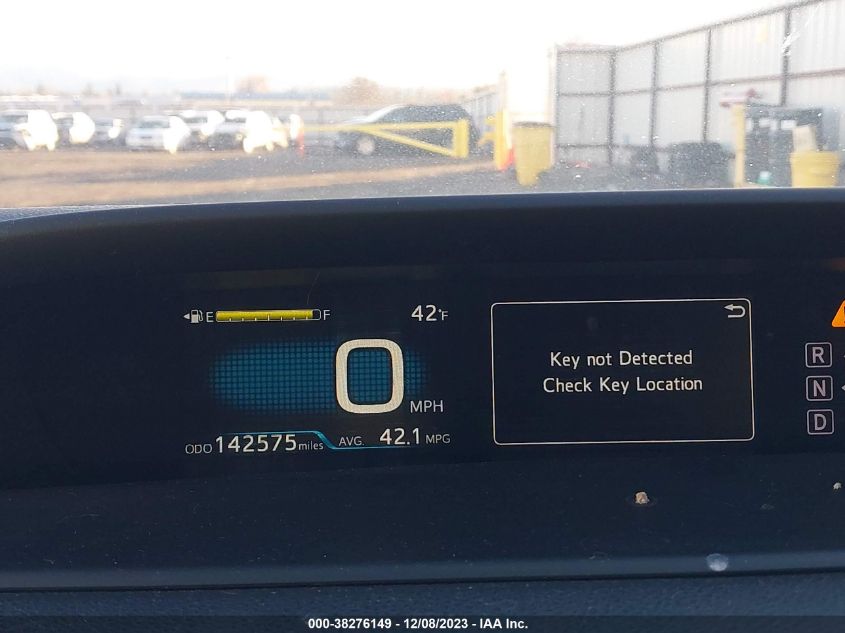 E F
42°F
0 MPH
ODO 142575 miles AVG. 42.1 MPG
Key not Detected
Check Key Location
R
N
D
000-38276149 - 12/08/2023 - IAA Inc.